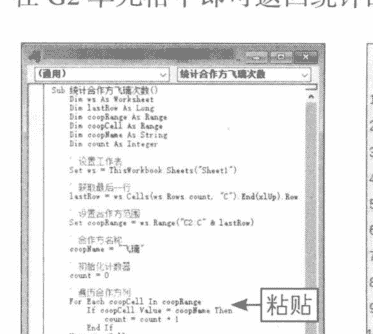 在 G2 单元格中即可返回统计的
(通用)
统计合作方飞瑞次数
Sub 统计合作方飞瑞次数()
Dim ws As Worksheet
Dim lastRow As Long
Dim coopRange As Range
Dim coopCell As Range
Dim coopName As String
Dim count As Integer
' 设置工作表
Set ws = ThisWorkbook.Sheets("Sheet1")
' 获取最后一行
lastRow = ws.Cells(ws.Rows.count, "C").End(xlUp).Row
' 设置合作方范围
Set coopRange = ws.Range("C2:C" & lastRow)
' 合作方名称
coopName = "飞瑞"
' 初始化计数器
count = 0
' 遍历合作方列
For Each coopCell In coopRange
If coopCell.Value = coopName Then
count = count + 1
End If
粘贴